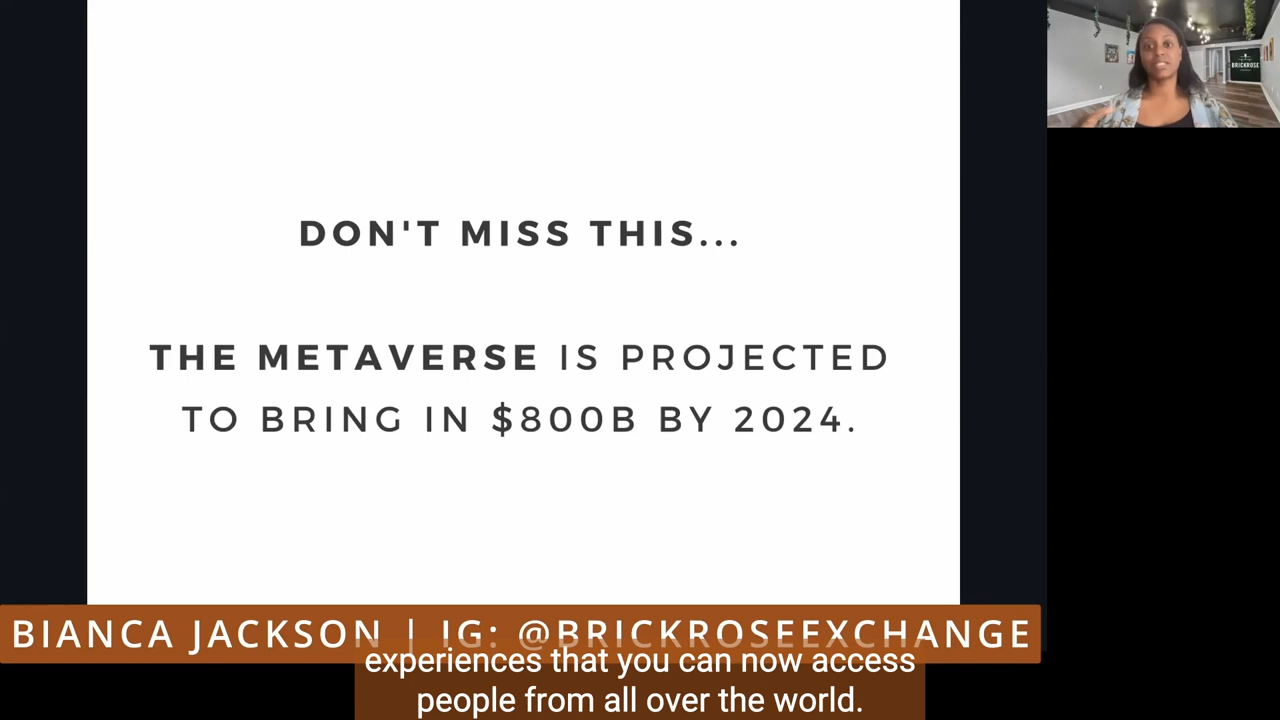 DON'T MISS THIS...
THE METAVERSE IS PROJECTED
TO BRING IN $800B BY 2024.
BRICKROSE
BIANCA JACKSON | IG: @BRICKROSEEXCHANGE
experiences that you can now access
people from all over the world.